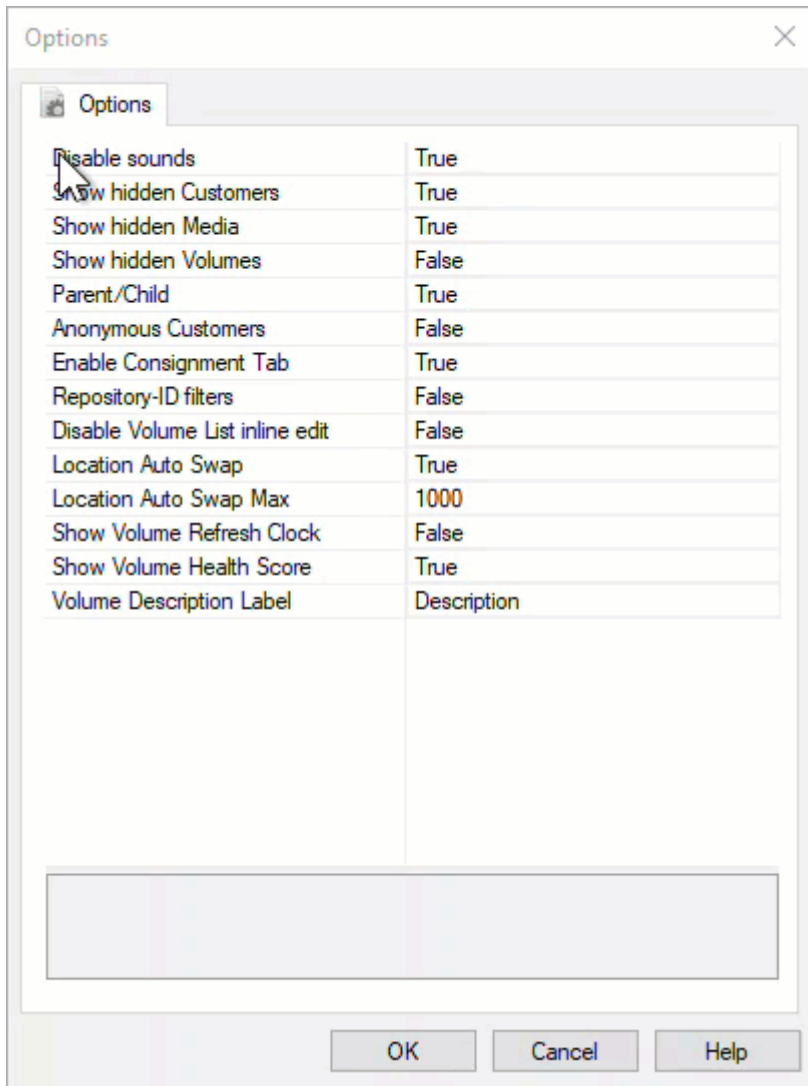 Options
Options
Disable sounds True
Show hidden Customers True
Show hidden Media True
Show hidden Volumes False
Parent/Child True
Anonymous Customers False
Enable Consignment Tab True
Repository-ID filters False
Disable Volume List inline edit False
Location Auto Swap True
Location Auto Swap Max 1000
Show Volume Refresh Clock False
Show Volume Health Score True
Volume Description Label Description
OK Cancel Help